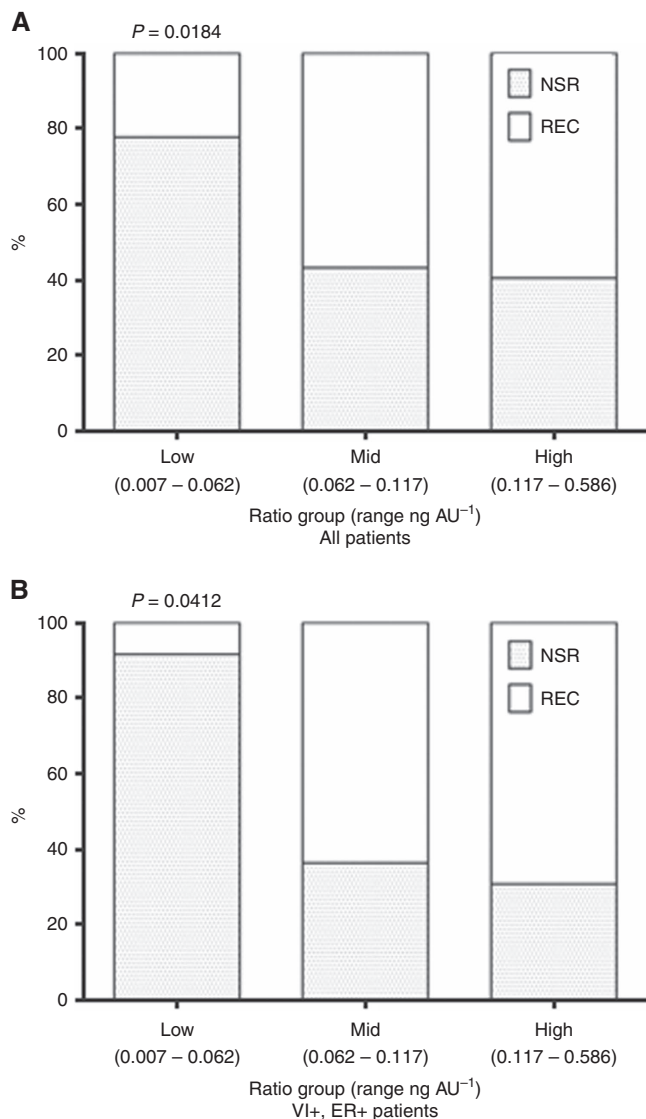 A
P = 0.0184
100
80
60
40
20
0
%
NSR
REC
Low
(0.007 – 0.062)
Mid
(0.062 – 0.117)
High
(0.117 – 0.586)
Ratio group (range ng AU⁻¹)
All patients
B
P = 0.0412
100
80
60
40
20
0
%
NSR
REC
Low
(0.007 – 0.062)
Mid
(0.062 – 0.117)
High
(0.117 – 0.586)
Ratio group (range ng AU⁻¹)
VI+, ER+ patients